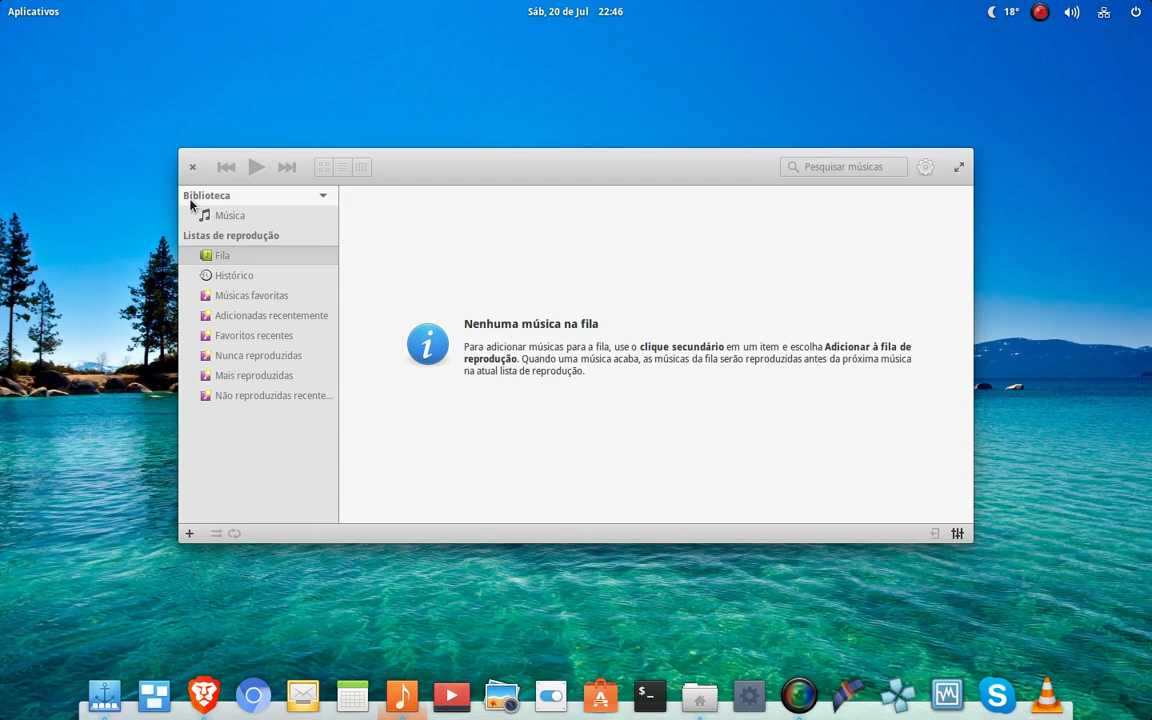 Aplicativos
Sáb, 20 de Jul 22:46
18°
Pesquisar músicas
Biblioteca
Música
Listas de reprodução
Fila
Histórico
Músicas favoritas
Adicionadas recentemente
Favoritos recentes
Nunca reproduzidas
Mais reproduzidas
Não reproduzidas recente...
Nenhuma música na fila
Para adicionar músicas para a fila, use o clique secundário em um item e escolha Adicionar à fila de
reprodução. Quando uma música acaba, as músicas da fila serão reproduzidas antes da próxima música
na atual lista de reprodução.